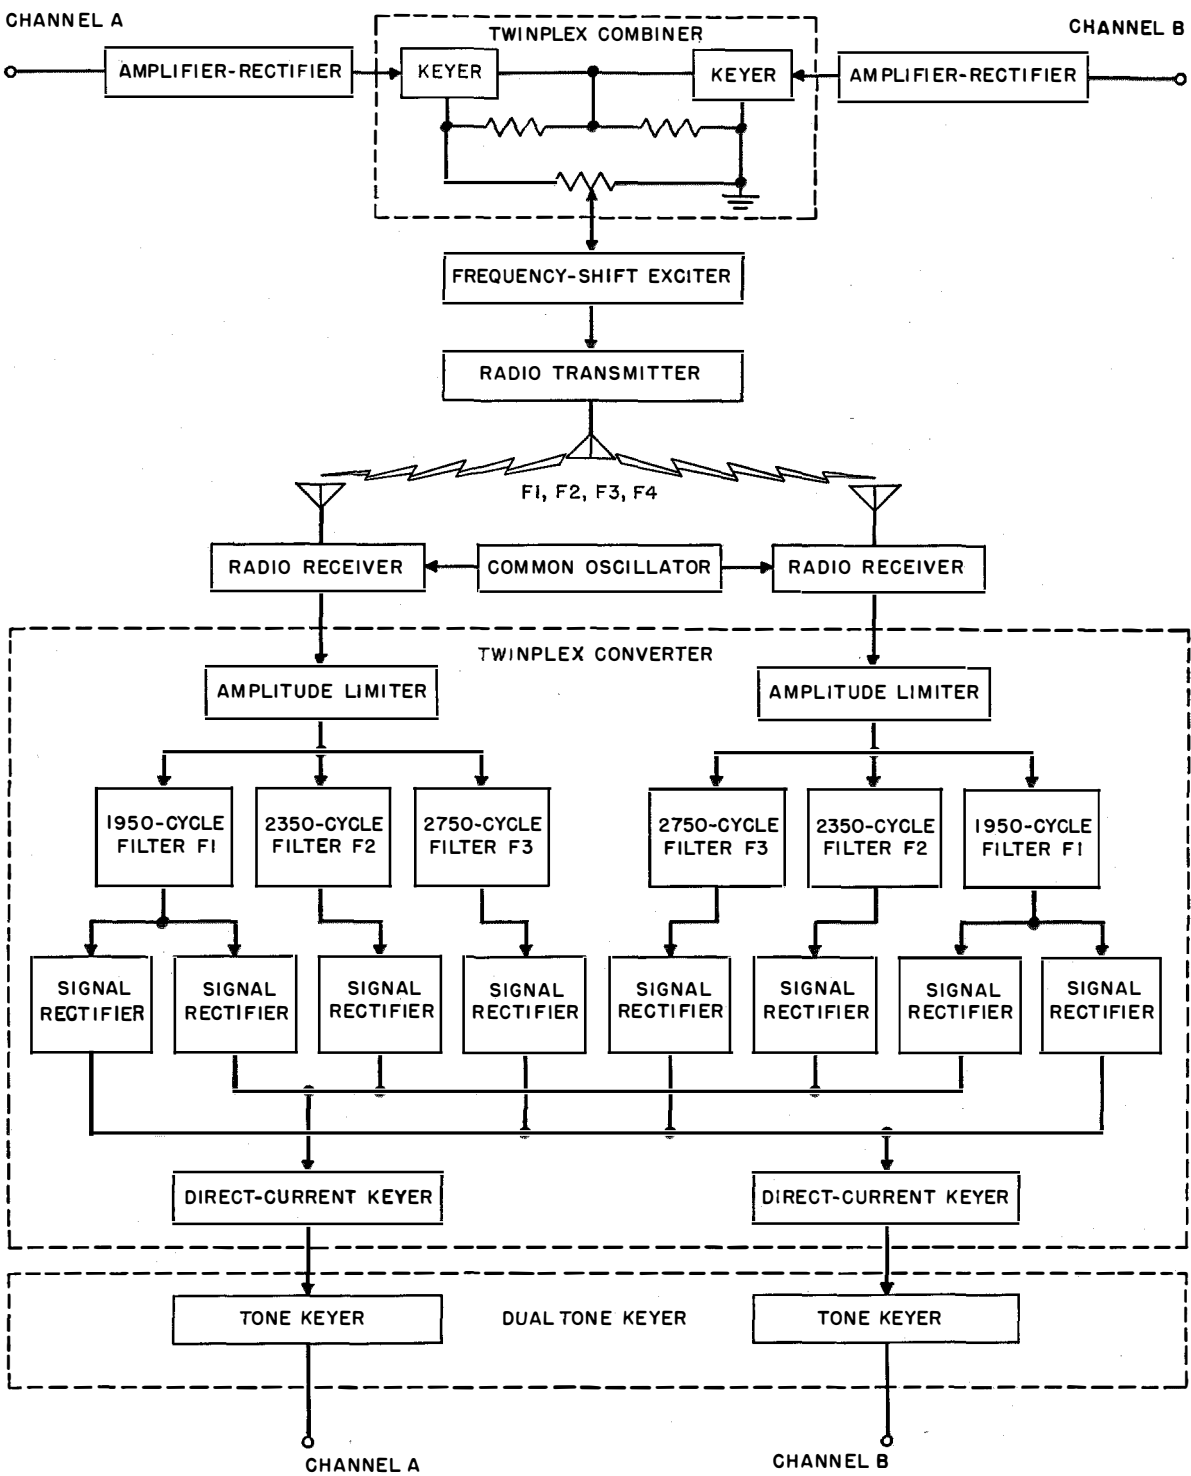 CHANNEL A
CHANNEL B
TWINPLEX COMBINER
AMPLIFIER-RECTIFIER
KEYER
KEYER
AMPLIFIER-RECTIFIER
FREQUENCY-SHIFT EXCITER
RADIO TRANSMITTER
F1, F2, F3, F4
RADIO RECEIVER
COMMON OSCILLATOR
RADIO RECEIVER
TWINPLEX CONVERTER
AMPLITUDE LIMITER
AMPLITUDE LIMITER
1950-CYCLE
FILTER F1
2350-CYCLE
FILTER F2
2750-CYCLE
FILTER F3
2750-CYCLE
FILTER F3
2350-CYCLE
FILTER F2
1950-CYCLE
FILTER F1
SIGNAL
RECTIFIER
SIGNAL
RECTIFIER
SIGNAL
RECTIFIER
SIGNAL
RECTIFIER
SIGNAL
RECTIFIER
SIGNAL
RECTIFIER
SIGNAL
RECTIFIER
SIGNAL
RECTIFIER
DIRECT-CURRENT KEYER
DIRECT-CURRENT KEYER
TONE KEYER
DUAL TONE KEYER
TONE KEYER
CHANNEL A
CHANNEL B